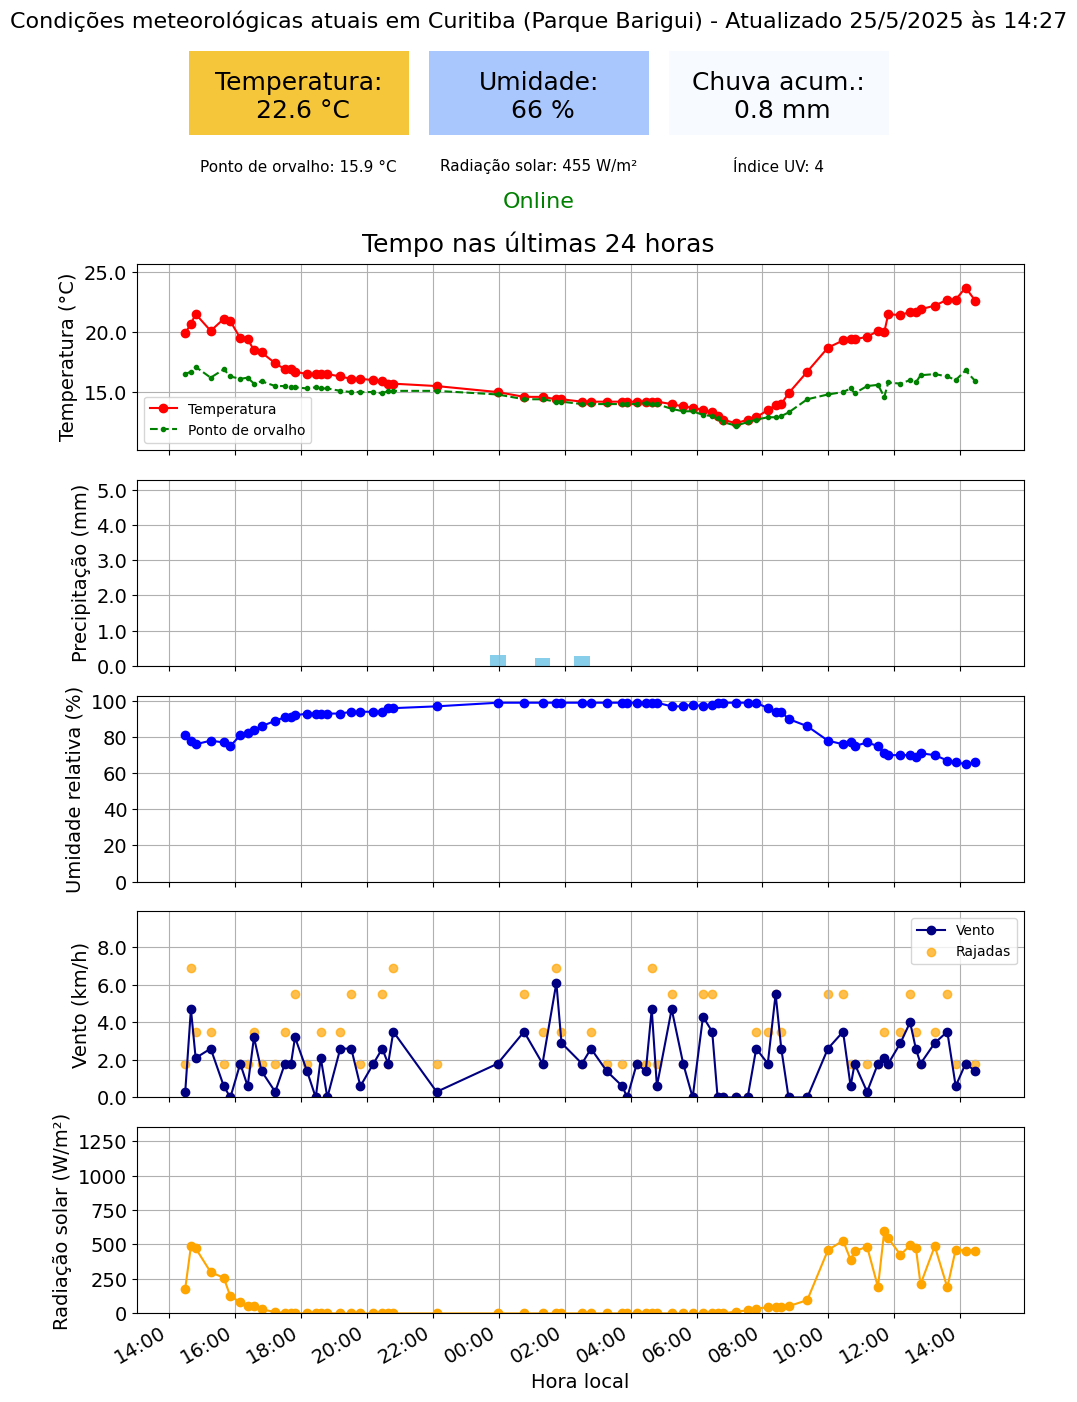 Condições meteorológicas atuais em Curitiba (Parque Barigui) - Atualizado 25/5/2025 às 14:27
Temperatura:
22.6 °C
Umidade:
66 %
Chuva acum.:
0.8 mm
Ponto de orvalho: 15.9 °C
Radiação solar: 455 W/m²
Índice UV: 4
Online
Tempo nas últimas 24 horas
Temperatura (°C)
25.0
20.0
15.0
Temperatura
Ponto de orvalho
Precipitação (mm)
5.0
4.0
3.0
2.0
1.0
0.0
Umidade relativa (%)
100
80
60
40
20
0
Vento (km/h)
8.0
6.0
4.0
2.0
0.0
Vento
Rajadas
Radiação solar (W/m²)
1250
1000
750
500
250
0
14:00
16:00
18:00
20:00
22:00
00:00
02:00
04:00
06:00
08:00
10:00
12:00
14:00
Hora local